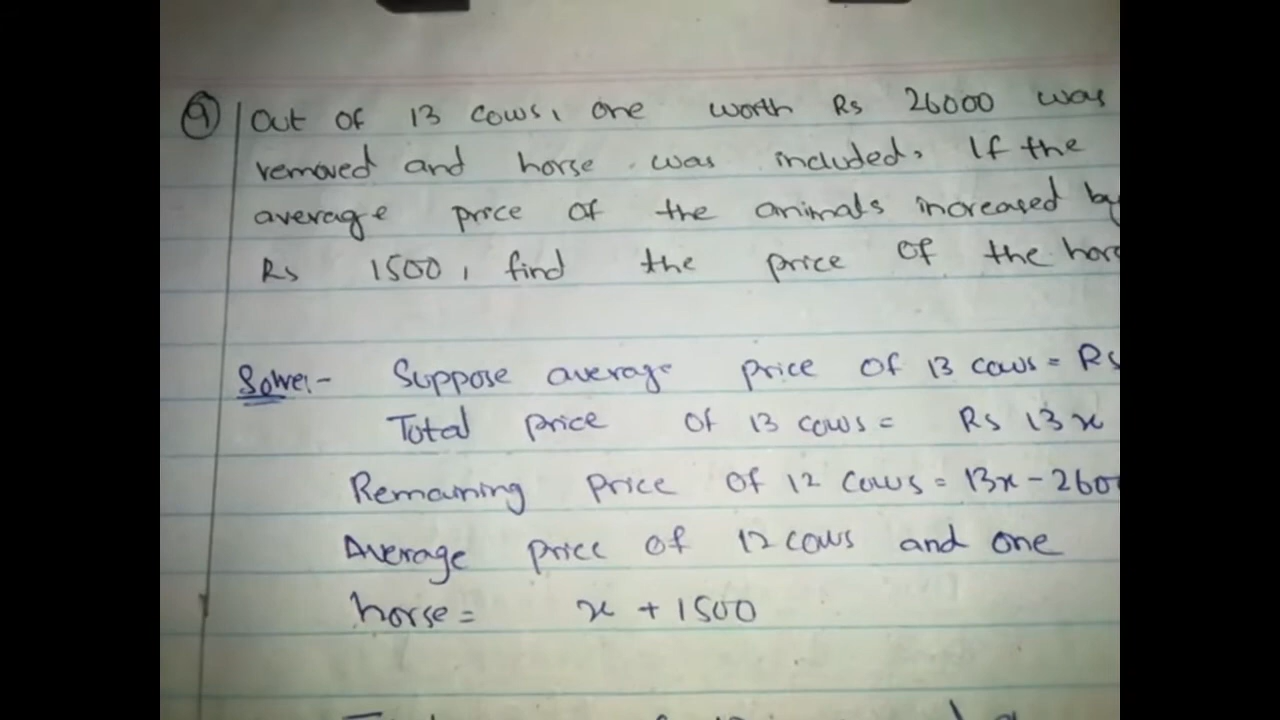 9 Out of 13 cows, one worth Rs 26000 was
removed and horse was included. If the
average price of the animals increased by
Rs 1500, find the price of the hor
Solve:- Suppose average price of 13 cows = Rs
Total price of 13 cows = Rs 13x
Remaining price of 12 cows = 13x - 2600
Average price of 12 cows and one
horse = x + 1500